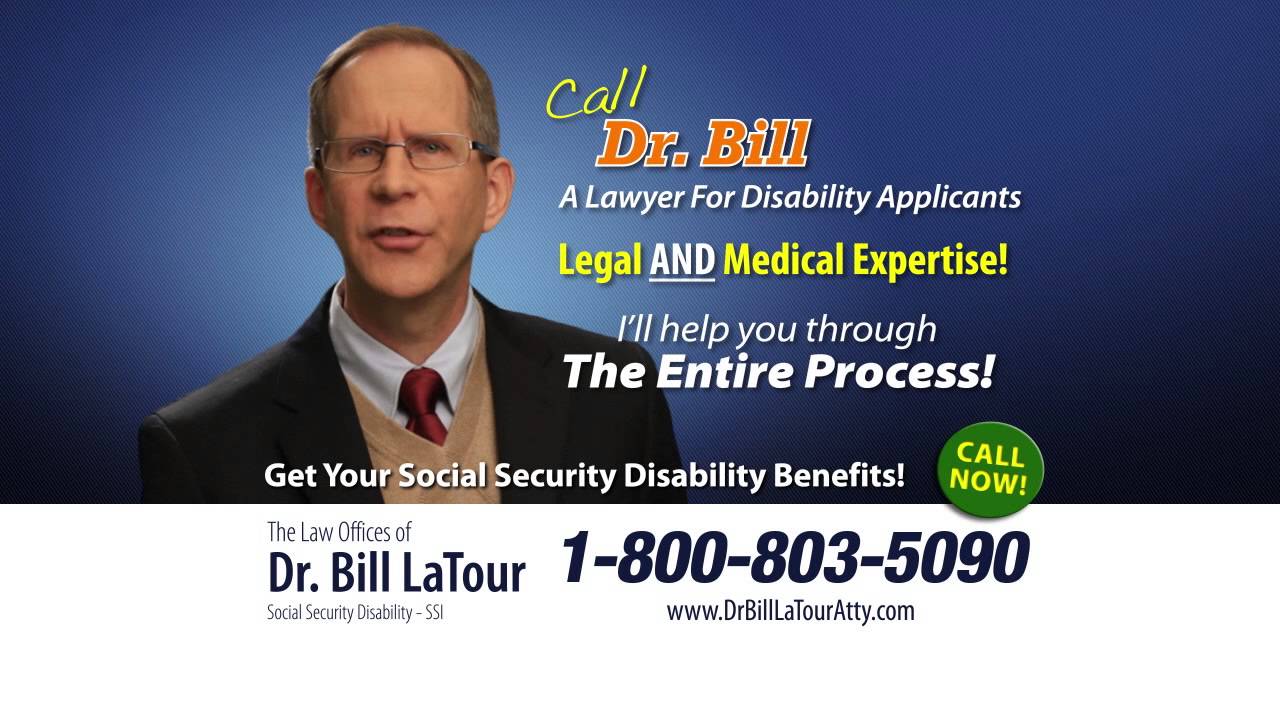 Call
Dr. Bill
A Lawyer For Disability Applicants
Legal AND Medical Expertise!
I'll help you through
The Entire Process!
Get Your Social Security Disability Benefits!
CALL
NOW!
The Law Offices of
Dr. Bill LaTour
Social Security Disability - SSI
1-800-803-5090
www.DrBillLaTourAtty.com